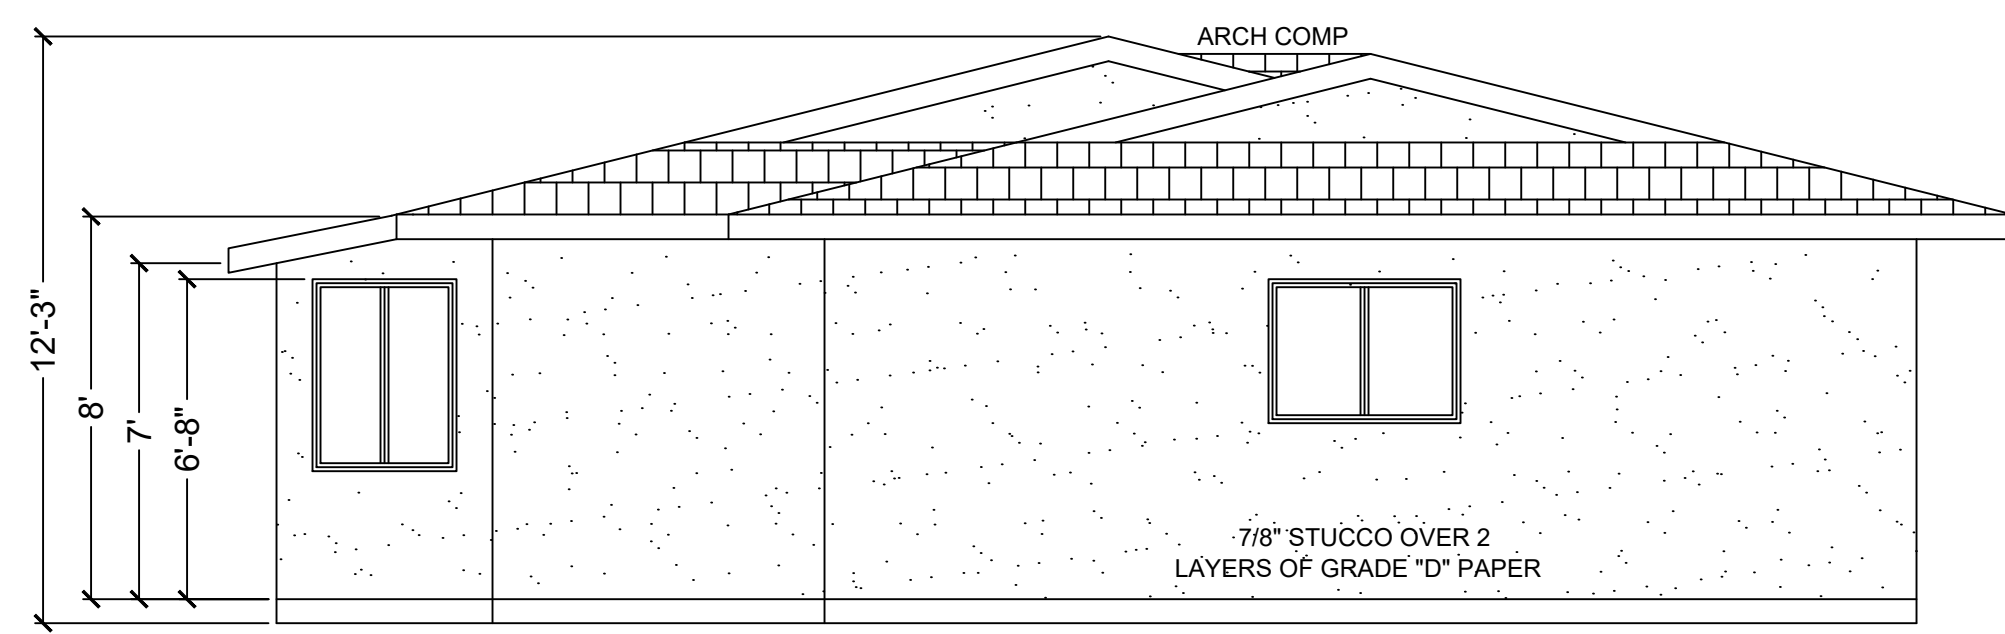 ARCH COMP
12'-3"
8'
7'
6'-8"
7/8" STUCCO OVER 2
LAYERS OF GRADE "D" PAPER